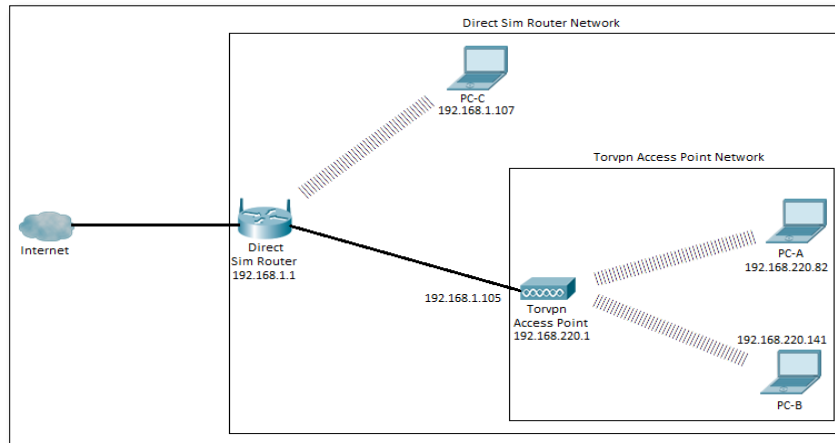 Direct Sim Router Network
PC-C
192.168.1.107
Torvpn Access Point Network
Internet
Direct
Sim Router
192.168.1.1
PC-A
192.168.220.82
192.168.1.105
Torvpn
Access Point
192.168.220.1
192.168.220.141
PC-B